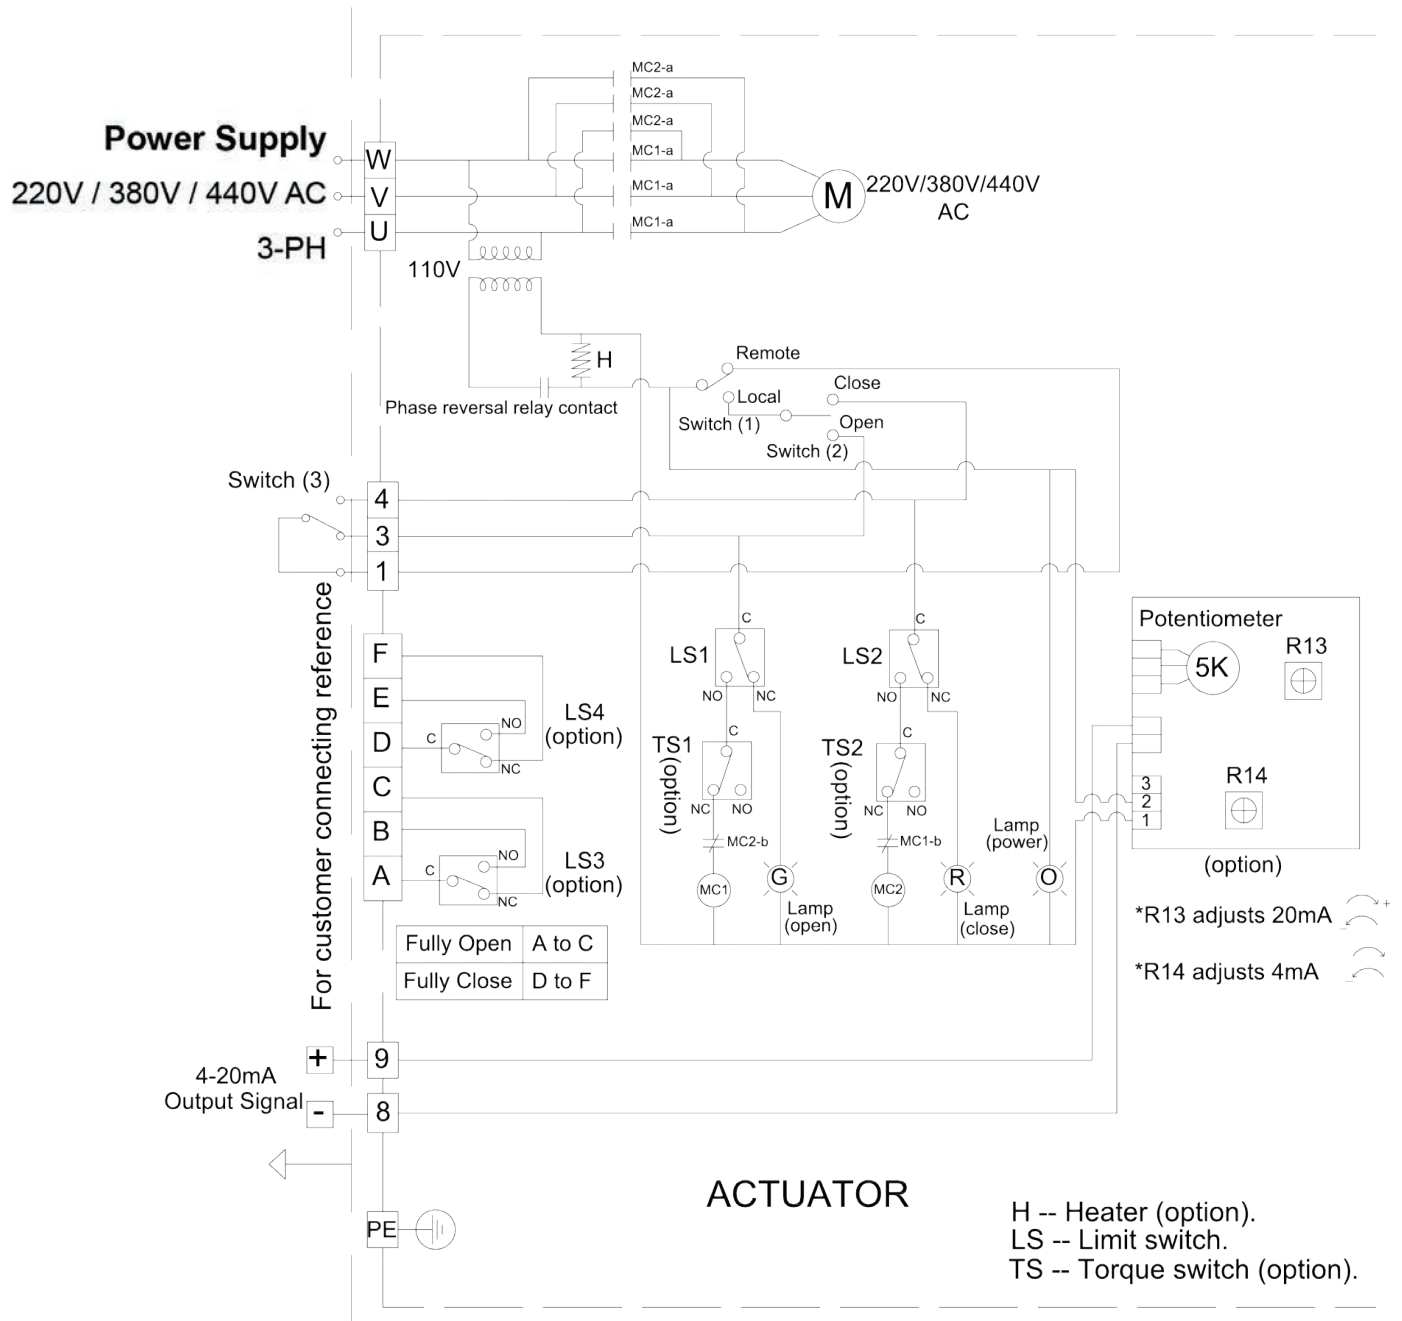 MC2-a
MC2-a
MC2-a
MC1-a
MC1-a
MC1-a
Power Supply
220V / 380V / 440V AC
3-PH
W
V
U
M
220V/380V/440V
AC
110V
H
Phase reversal relay contact
Remote
Local
Switch (1)
Close
Open
Switch (2)
Switch (3)
4
3
1
For customer connecting reference
F
E
D
C
B
A
C
NO
NC
LS4
(option)
C
NO
NC
LS3
(option)
Fully Open A to C
Fully Close D to F
C
LS1
NO
NC
C
TS1
(option)
NC
NO
MC2-b
MC1
G
Lamp
(open)
C
LS2
NO
NC
C
TS2
(option)
NC
NO
MC1-b
MC2
R
Lamp
(close)
Lamp
(power)
O
Potentiometer
5K
R13
R14
3
2
1
(option)
*R13 adjusts 20mA
+
-
*R14 adjusts 4mA
-
+
9
4-20mA
Output Signal
-
8
PE
ACTUATOR
H -- Heater (option).
LS -- Limit switch.
TS -- Torque switch (option).